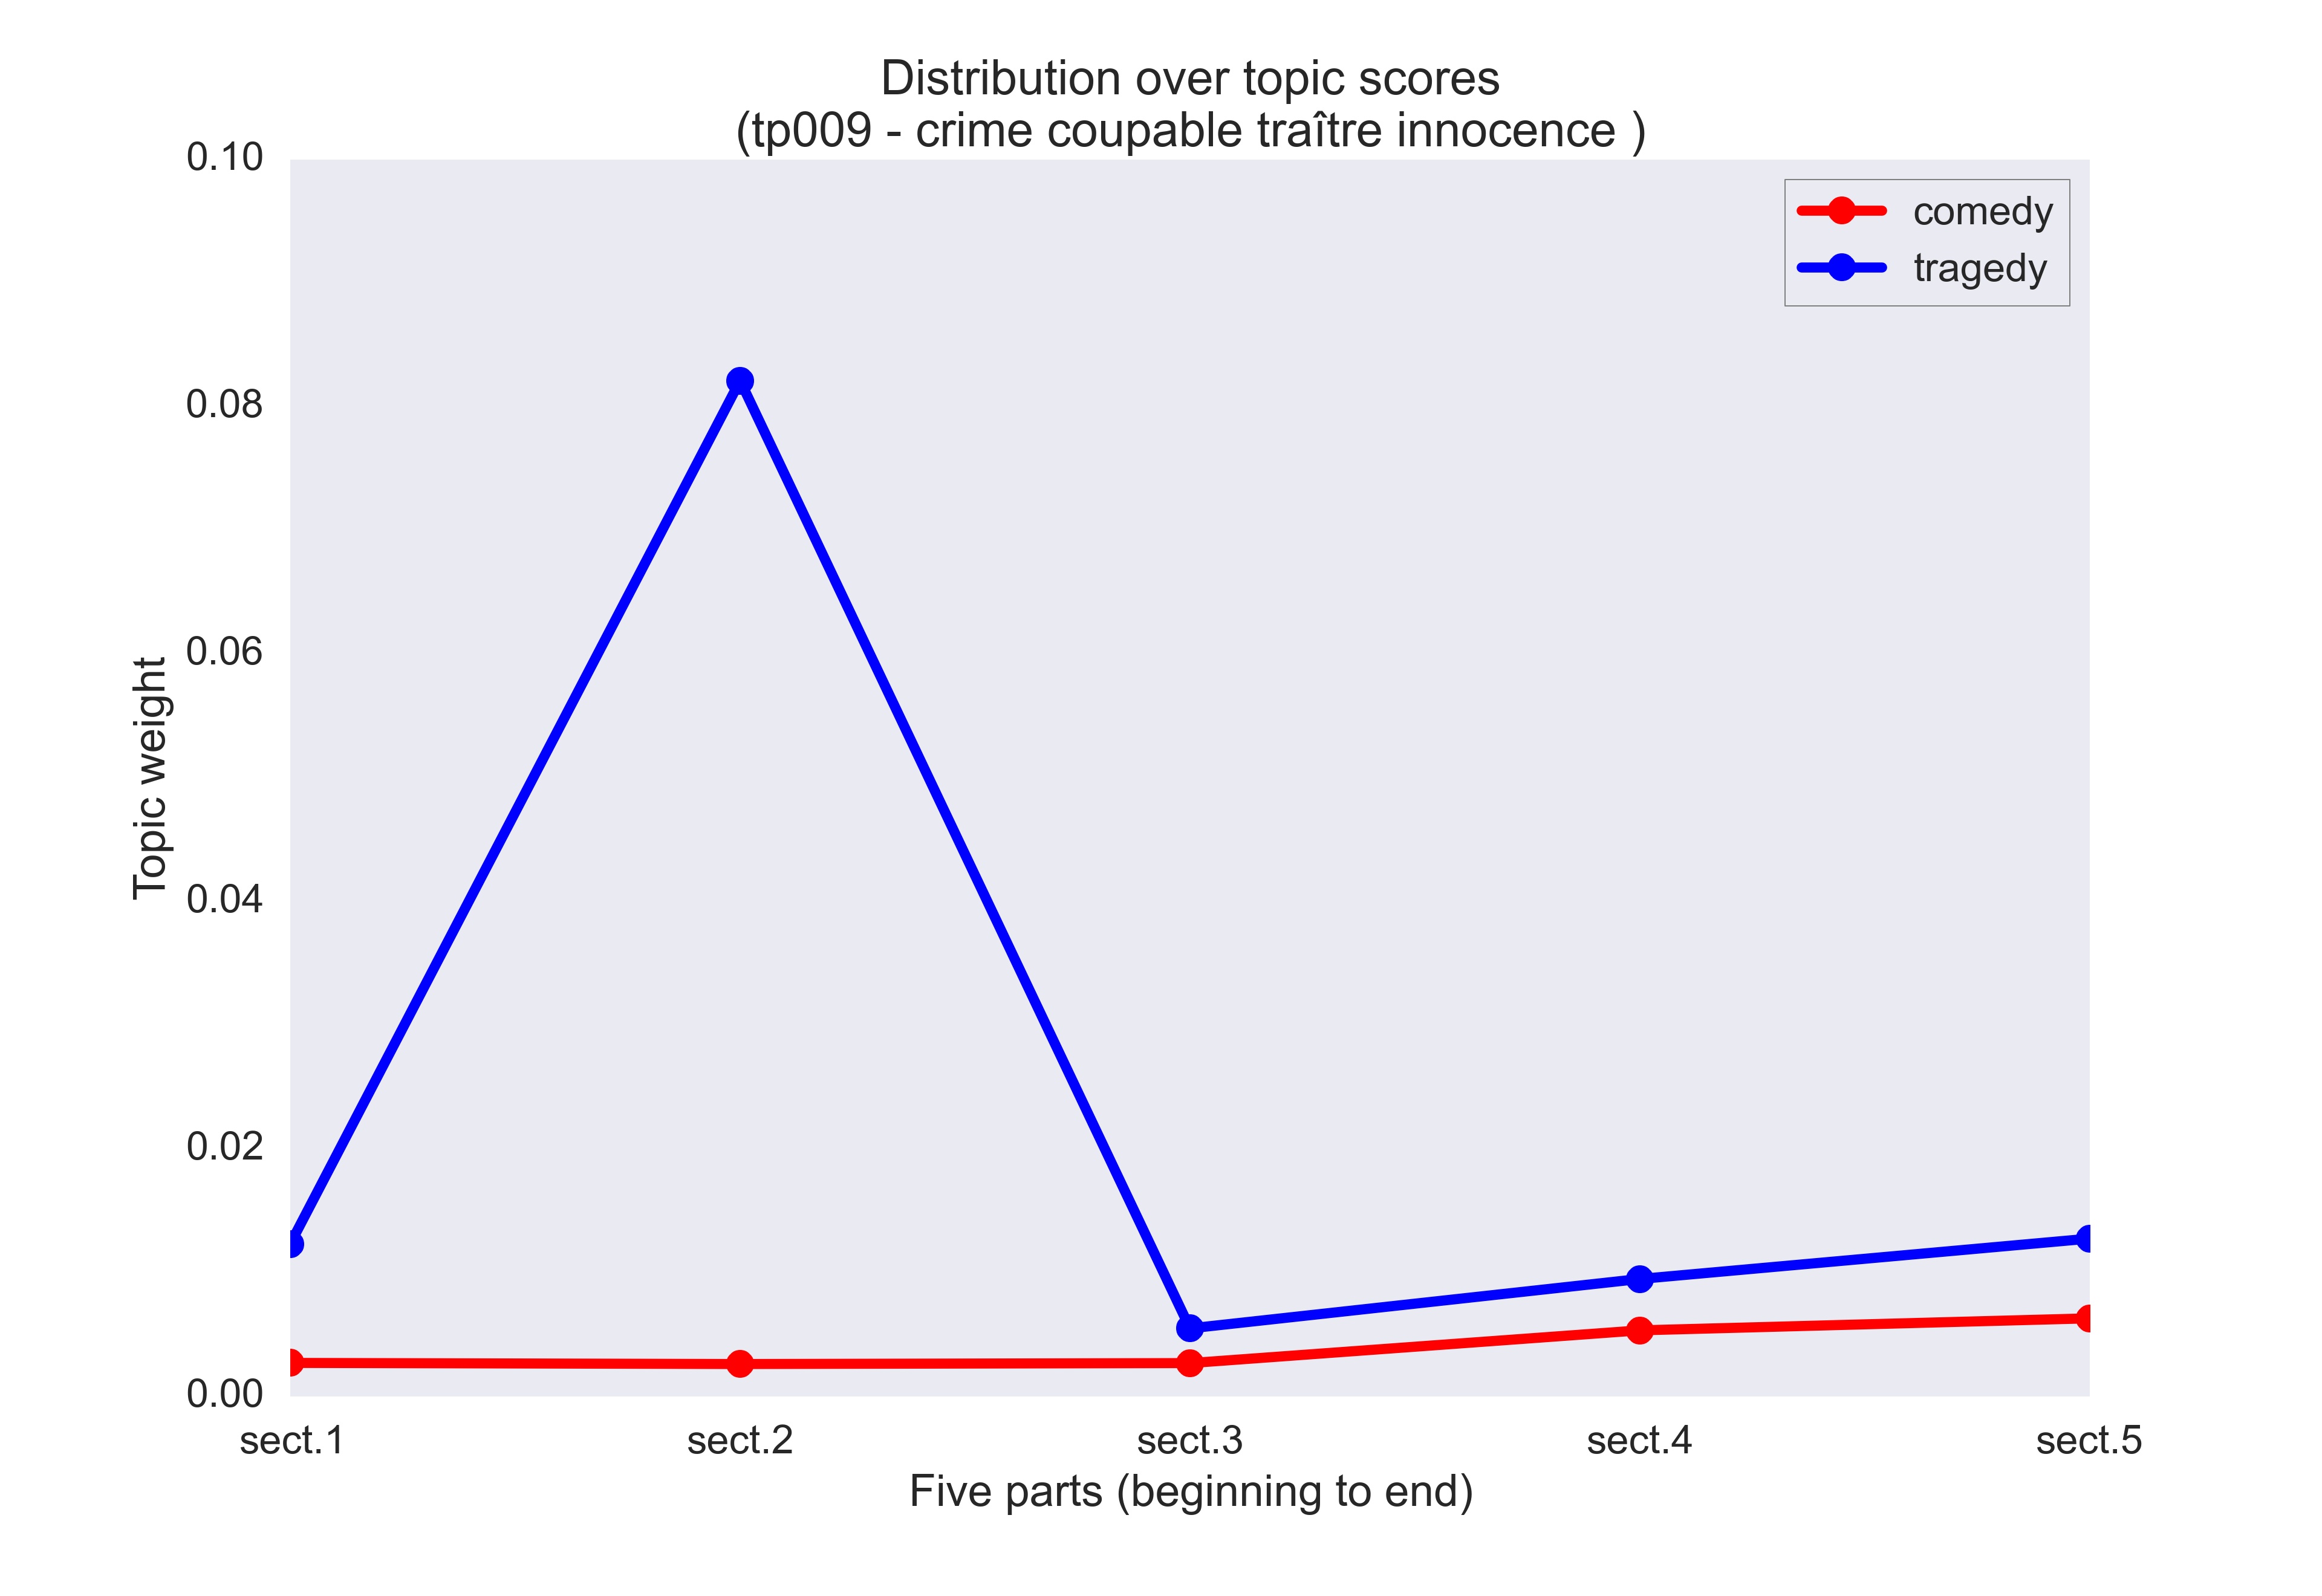 Distribution over topic scores
(tp009 - crime coupable traître innocence )
0.10
0.08
0.06
0.04
0.02
0.00
Topic weight
comedy
tragedy
sect.1
sect.2
sect.3
sect.4
sect.5
Five parts (beginning to end)